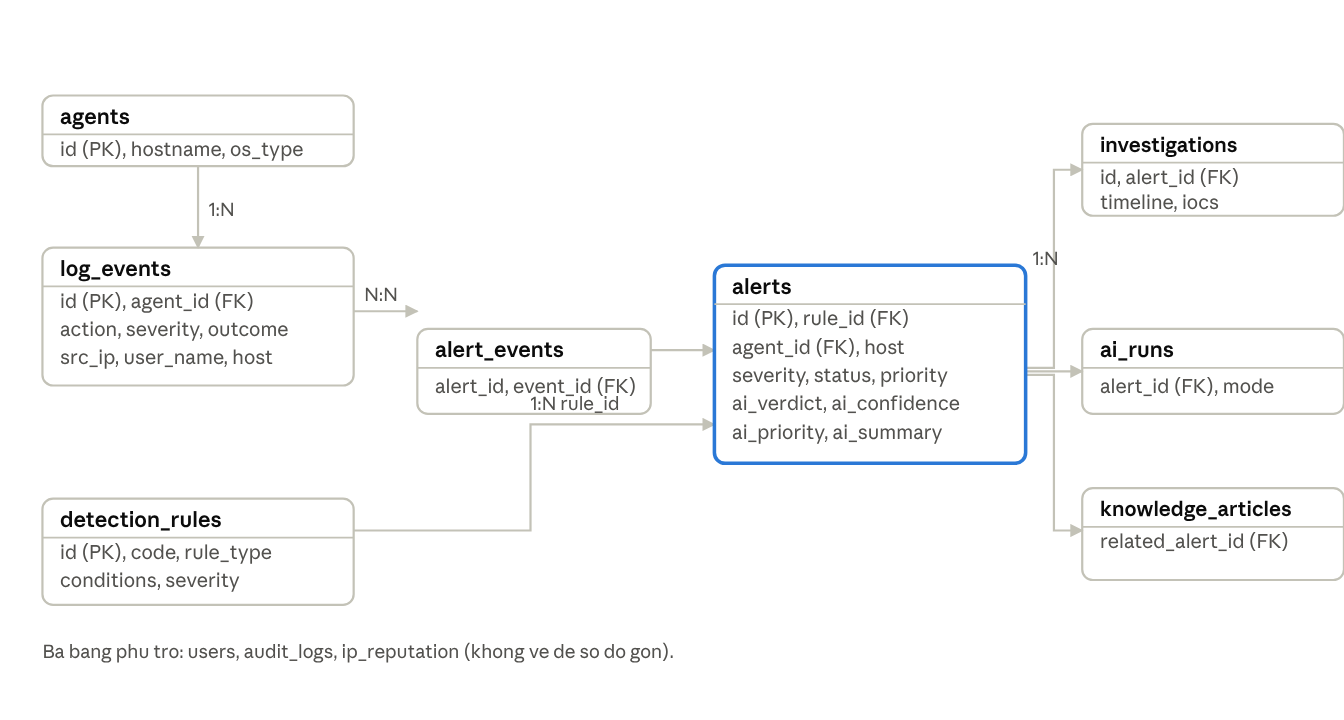 agents
id (PK), hostname, os_type
1:N
log_events
id (PK), agent_id (FK)
action, severity, outcome
src_ip, user_name, host
N:N
alert_events
alert_id, event_id (FK)
1:N rule_id
detection_rules
id (PK), code, rule_type
conditions, severity
alerts
id (PK), rule_id (FK)
agent_id (FK), host
severity, status, priority
ai_verdict, ai_confidence
ai_priority, ai_summary
1:N
investigations
id, alert_id (FK)
timeline, iocs
ai_runs
alert_id (FK), mode
knowledge_articles
related_alert_id (FK)
Ba bang phu tro: users, audit_logs, ip_reputation (khong ve de so do gon).